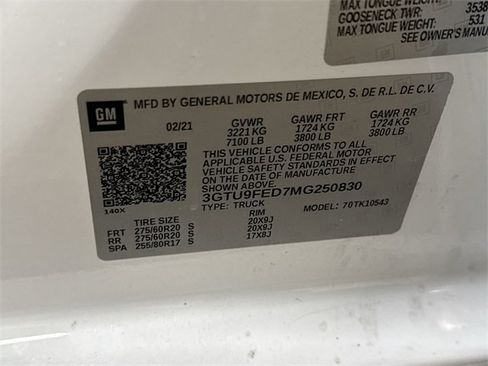 MAX TONGUE WEIGHT:
GOOSENECK TWR: 3538
MAX TONGUE WEIGHT: 531
SEE OWNER'S MANU
GM
MFD BY GENERAL MOTORS DE MEXICO, S. DE R.L. DE C.V.
02/21 GVWR GAWR FRT GAWR RR
3221 KG 1724 KG 1724 KG
7100 LB 3800 LB 3800 LB
THIS VEHICLE CONFORMS TO ALL
APPLICABLE U.S. FEDERAL MOTOR
VEHICLE SAFETY STANDARDS IN
EFFECT ON THE DATE OF MANUFACTURE
SHOWN ABOVE.
3GTU9FED7MG250830
140X TYPE: TRUCK MODEL: 70TK10543
TIRE SIZE RIM
FRT 275/60R20 S 20X9J
RR 275/60R20 S 20X9J
SPA 255/80R17 S 17X8J